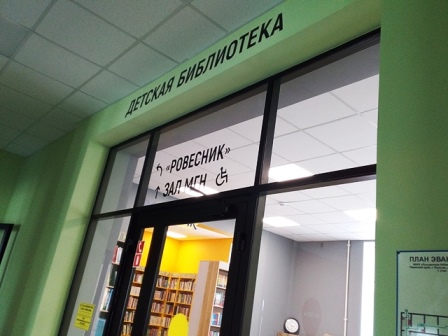 ДЕТСКАЯ БИБЛИОТЕКА
↰ «РОВЕСНИК»
↑ ЗАЛ МГН
ПЛАН ЭВА